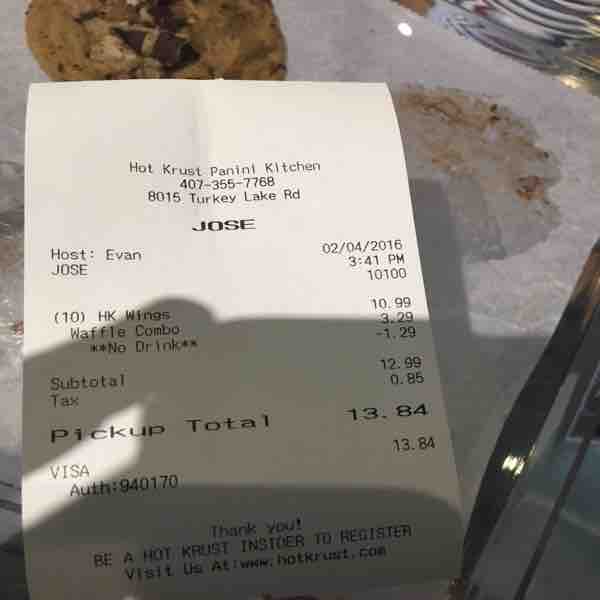 Hot Krust Panini Kitchen
407-355-7768
8015 Turkey Lake Rd
JOSE
Host: Evan 02/04/2016
JOSE 3:41 PM
10100
(10) HK Wings 10.99
Waffle Combo 3.29
**No Drink** -1.29
Subtotal 12.99
Tax 0.85
Pickup Total 13.84
VISA 13.84
Auth:940170
Thank you!
BE A HOT KRUST INSIDER TO REGISTER
Visit Us At:www.hotkrust.com